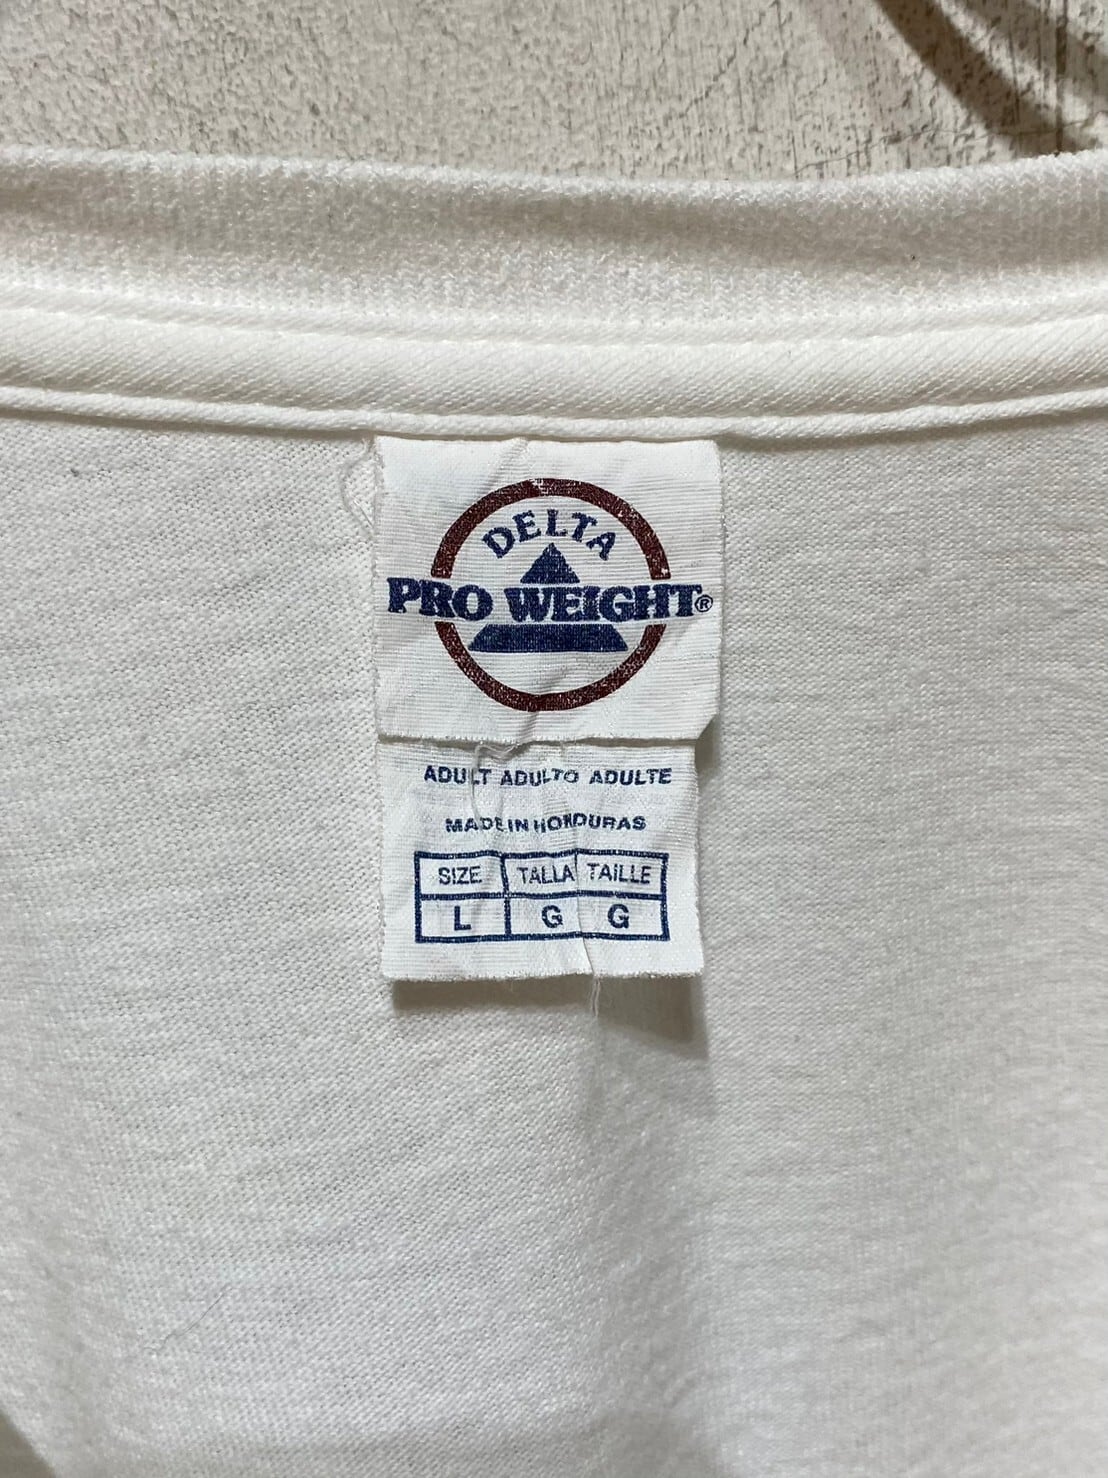 DELTA
PRO WEIGHT®
ADULT ADULTO ADULTE
MADE IN HONDURAS
SIZE TALLA TAILLE
L G G